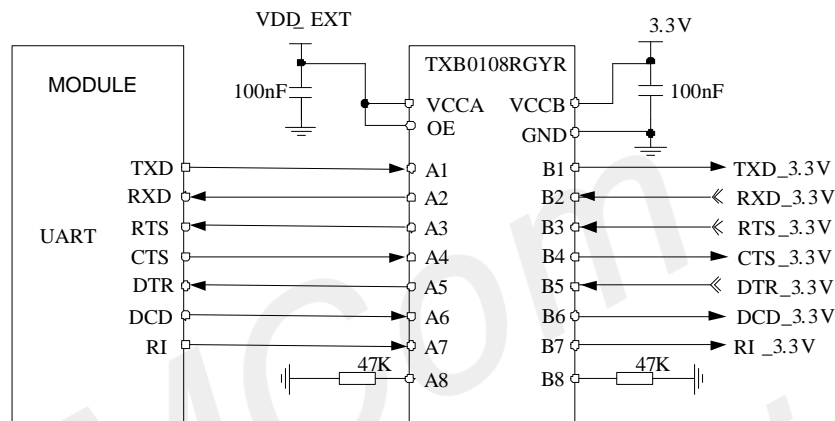 VDD_EXT
3.3V
TXB0108RGYR
MODULE
100nF
VCCA
VCCB
100nF
OE
GND
TXD
A1
B1
TXD_3.3V
RXD
A2
B2
RXD_3.3V
RTS
A3
B3
RTS_3.3V
UART
CTS
A4
B4
CTS_3.3V
DTR
A5
B5
DTR_3.3V
DCD
A6
B6
DCD_3.3V
RI
A7
B7
RI_3.3V
47K
A8
B8
47K